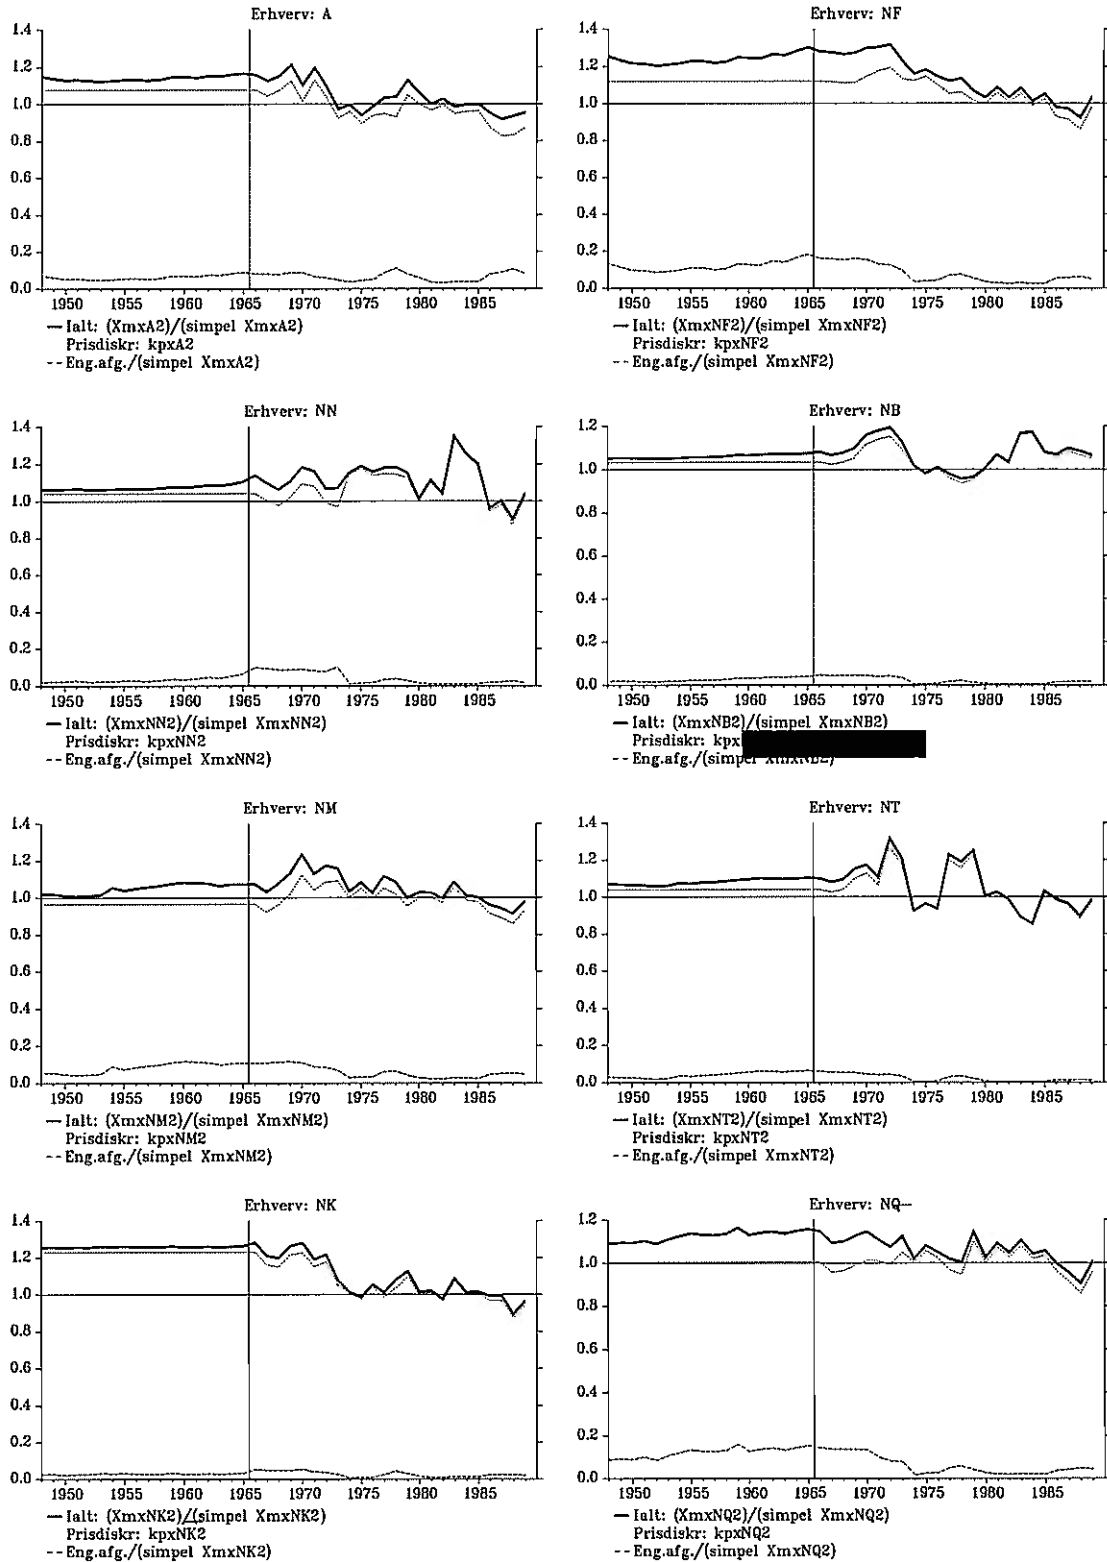 Erhverv: A
1.4
1.2
1.0
0.8
0.6
0.4
0.2
0.0
1950 1955 1960 1965 1970 1975 1980 1985
— Ialt: (XmxA2)/(simpel XmxA2)
Prisdiskr: kpxA2
-- Eng.afg./(simpel XmxA2)
Erhverv: NF
1.4
1.2
1.0
0.8
0.6
0.4
0.2
0.0
1950 1955 1960 1965 1970 1975 1980 1985
— Ialt: (XmxNF2)/(simpel XmxNF2)
Prisdiskr: kpxNF2
-- Eng.afg./(simpel XmxNF2)
Erhverv: NN
1.4
1.2
1.0
0.8
0.6
0.4
0.2
0.0
1950 1955 1960 1965 1970 1975 1980 1985
— Ialt: (XmxNN2)/(simpel XmxNN2)
Prisdiskr: kpxNN2
-- Eng.afg./(simpel XmxNN2)
Erhverv: NB
1.2
1.0
0.8
0.6
0.4
0.2
0.0
1950 1955 1960 1965 1970 1975 1980 1985
— Ialt: (XmxNB2)/(simpel XmxNB2)
Prisdiskr:
-- Eng.afg./(simpel
Erhverv: NM
1.4
1.2
1.0
0.8
0.6
0.4
0.2
0.0
1950 1955 1960 1965 1970 1975 1980 1985
— Ialt: (XmxNM2)/(simpel XmxNM2)
Prisdiskr: kpxNM2
-- Eng.afg./(simpel XmxNM2)
Erhverv: NT
1.4
1.2
1.0
0.8
0.6
0.4
0.2
0.0
1950 1955 1960 1965 1970 1975 1980 1985
— Ialt: (XmxNT2)/(simpel XmxNT2)
Prisdiskr: kpxNT2
-- Eng.afg./(simpel XmxNT2)
Erhverv: NK
1.4
1.2
1.0
0.8
0.6
0.4
0.2
0.0
1950 1955 1960 1965 1970 1975 1980 1985
— Ialt: (XmxNK2)/(simpel XmxNK2)
Prisdiskr: kpxNK2
-- Eng.afg./(simpel XmxNK2)
Erhverv: NQ--
1.2
1.0
0.8
0.6
0.4
0.2
0.0
1950 1955 1960 1965 1970 1975 1980 1985
— Ialt: (XmxNQ2)/(simpel XmxNQ2)
Prisdiskr: kpxNQ2
-- Eng.afg./(simpel XmxNQ2)